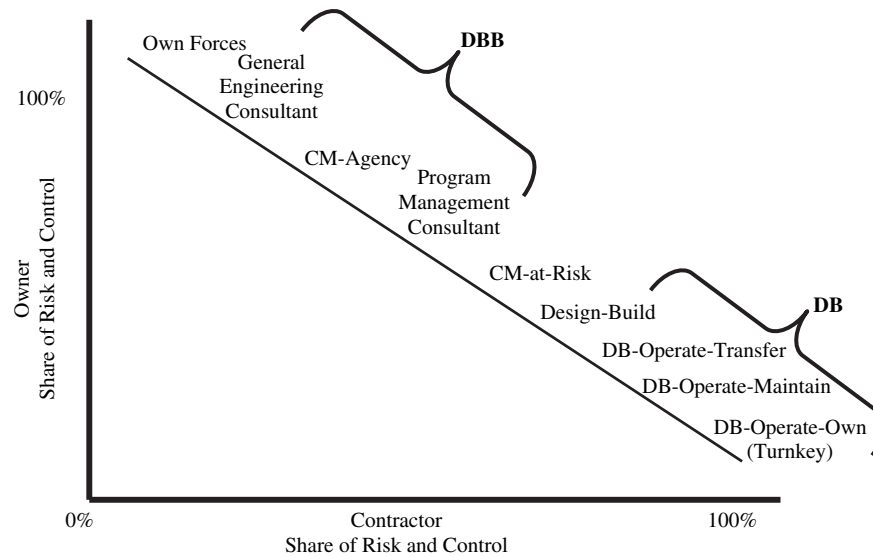 DBB
Own Forces
General
Engineering
Consultant
100%
CM-Agency
Program
Management
Consultant
Owner
Share of Risk and Control
CM-at-Risk
DB
Design-Build
DB-Operate-Transfer
DB-Operate-Maintain
DB-Operate-Own
(Turnkey)
0%
Contractor
100%
Share of Risk and Control